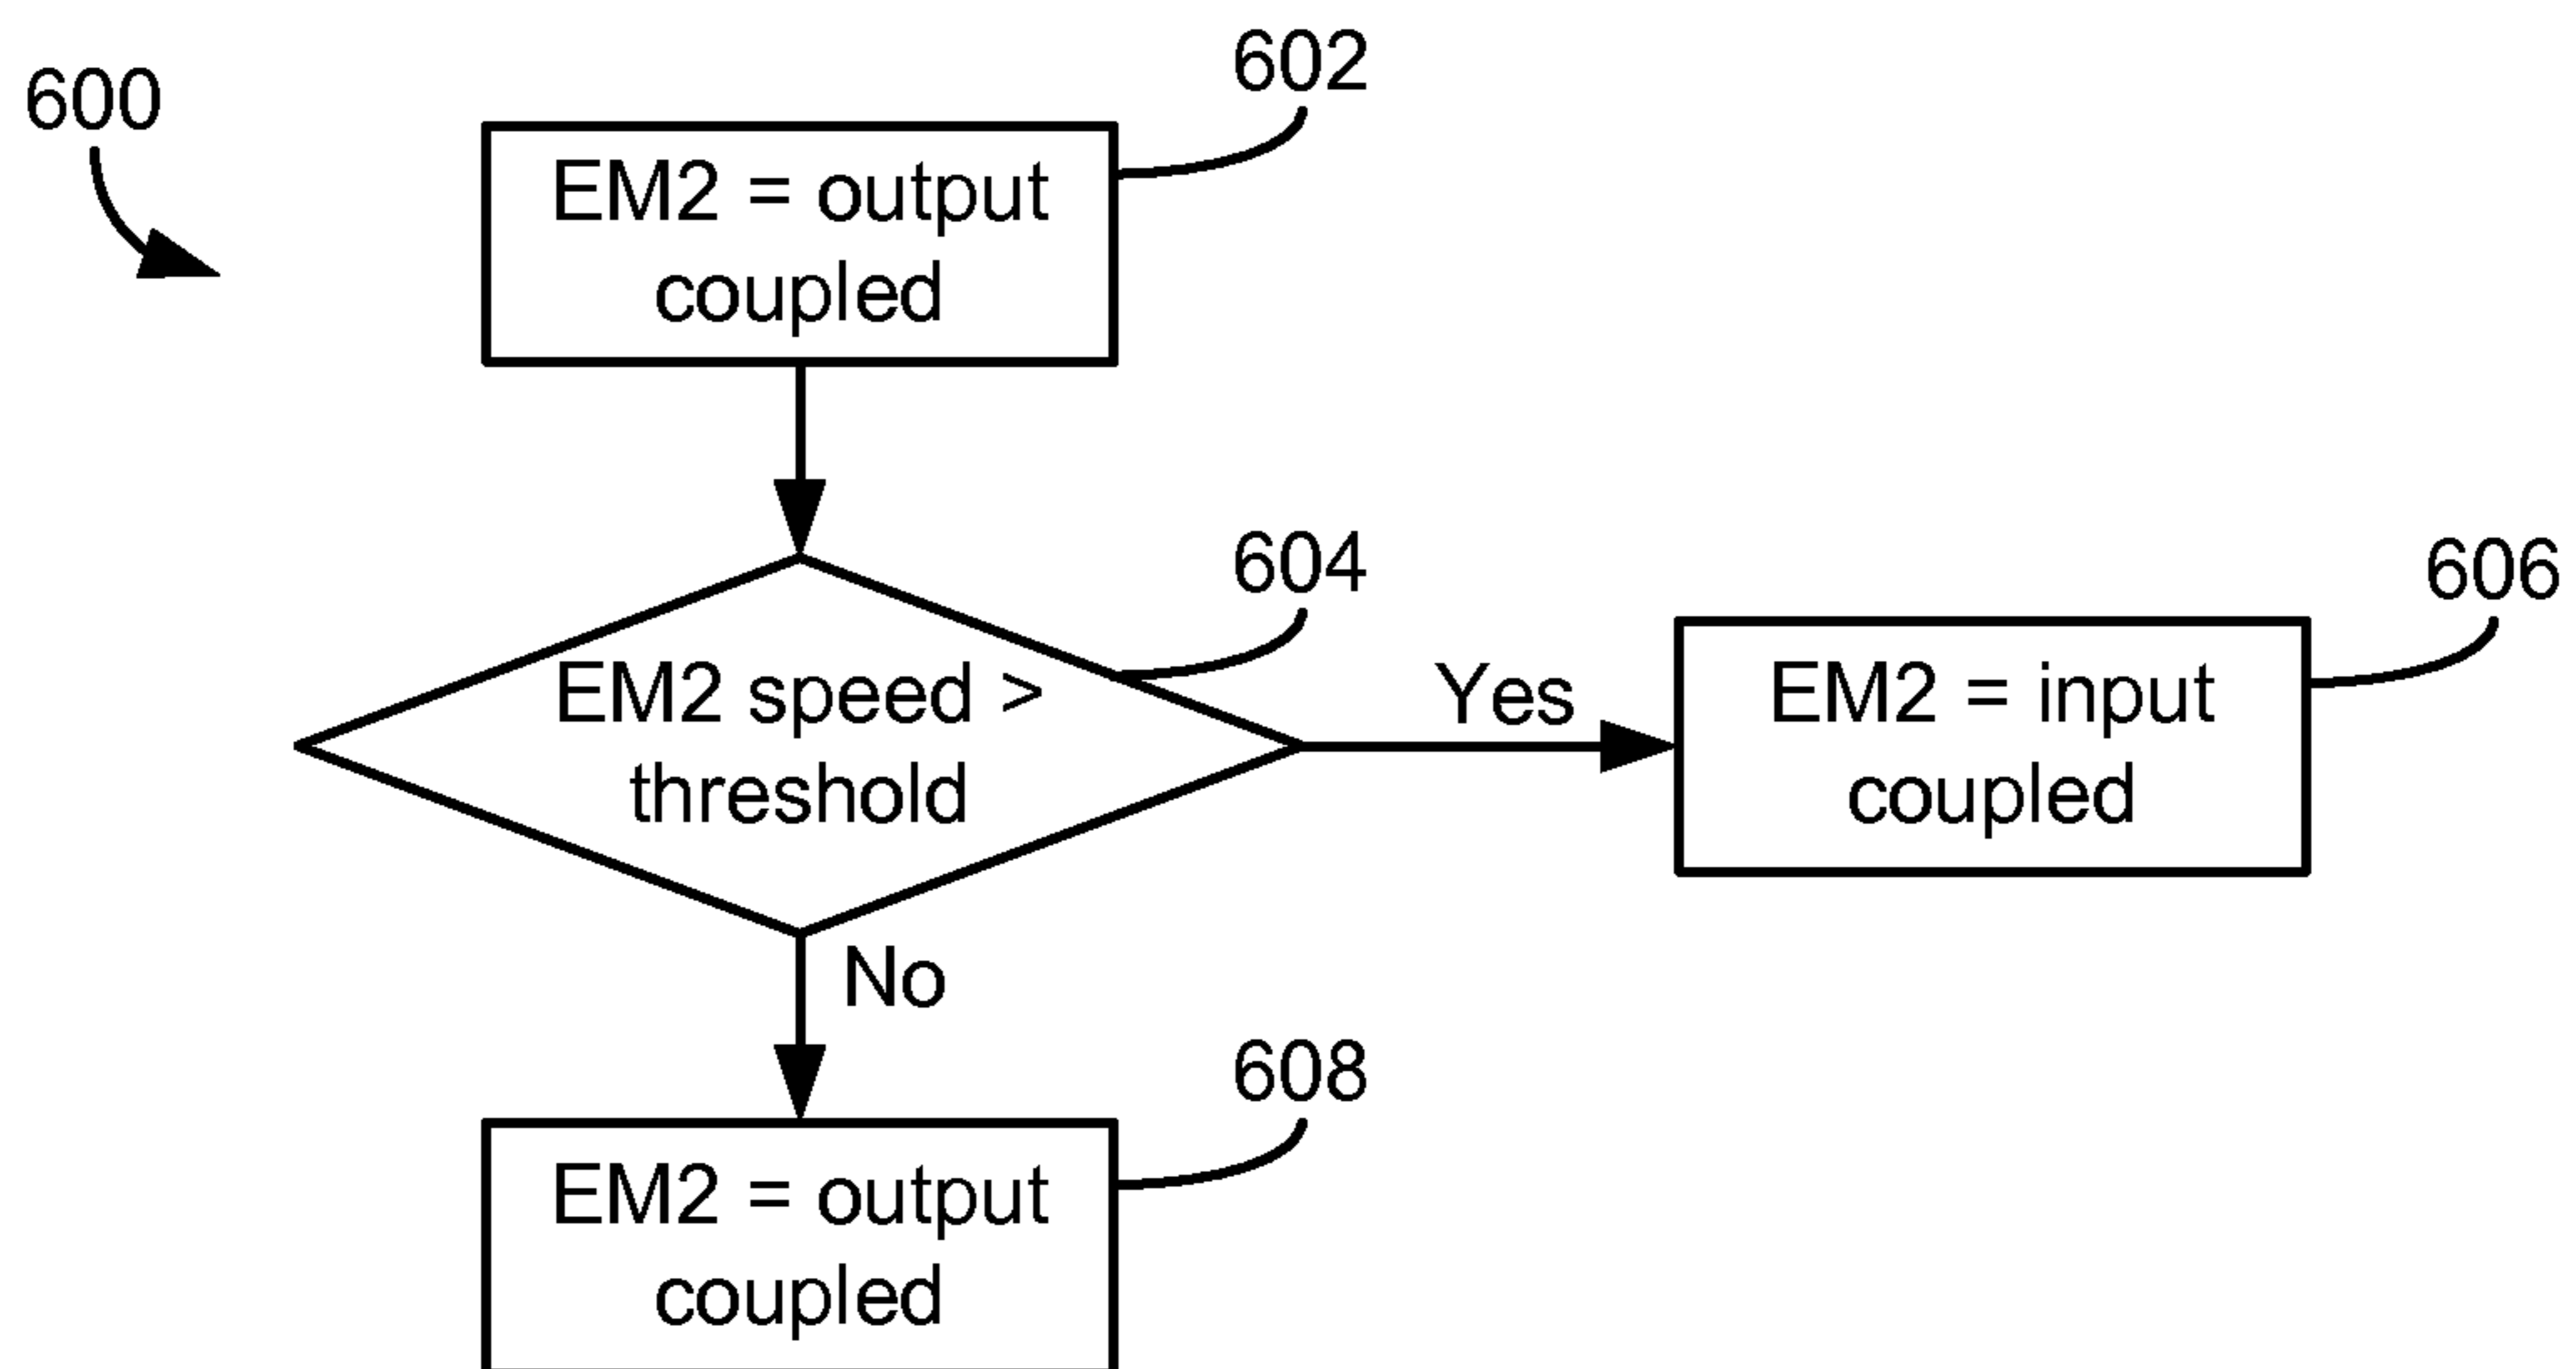 600
602
EM2 = output
coupled
604
EM2 speed >
threshold
Yes
606
EM2 = input
coupled
No
608
EM2 = output
coupled